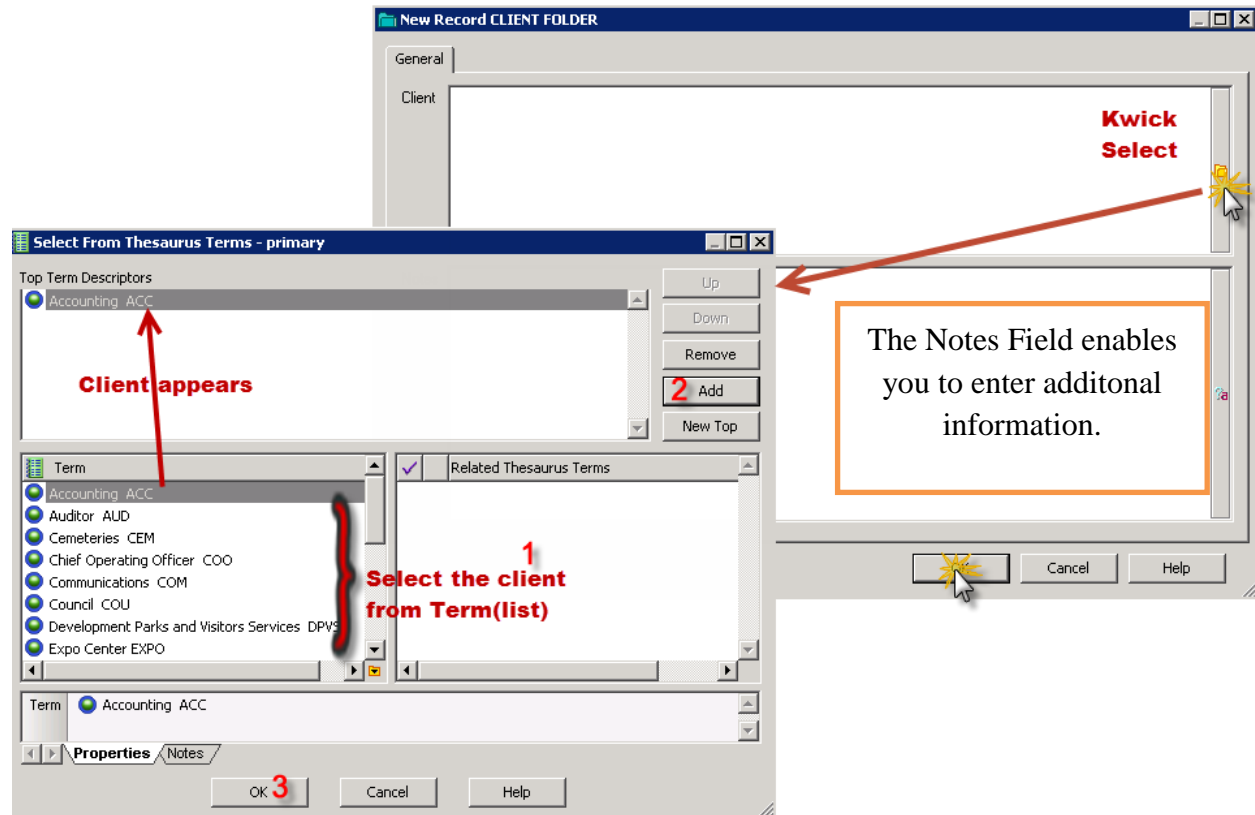 New Record CLIENT FOLDER
General
Client
Kwick
Select
Select From Thesaurus Terms - primary
Top Term Descriptors
Accounting ACC
Client appears
Up
Down
Remove
2 Add
New Top
The Notes Field enables
you to enter additonal
information.
Term
Related Thesaurus Terms
Accounting ACC
Auditor AUD
Cemeteries CEM
Chief Operating Officer COO
Communications COM
Council COU
Development Parks and Visitors Services DPVS
Expo Center EXPO
1
Select the client
from Term(list)
Cancel
Help
Term
Accounting ACC
Properties
Notes
OK 3
Cancel
Help